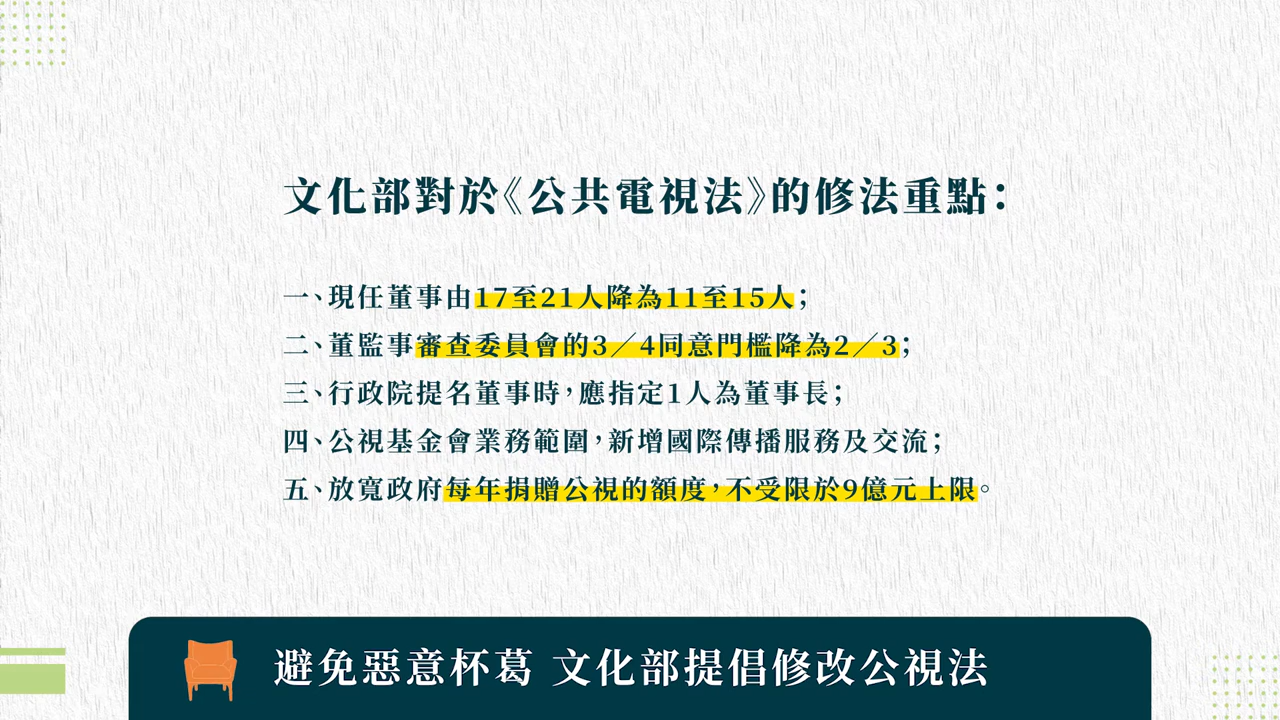 文化部對於《公共電視法》的修法重點：
一、現任董事由17至21人降為11至15人；
二、董監事審查委員會的3／4同意門檻降為2／3；
三、行政院提名董事時，應指定1人為董事長；
四、公視基金會業務範圍，新增國際傳播服務及交流；
五、放寬政府每年捐贈公視的額度，不受限於9億元上限。
避免惡意杯葛 文化部提倡修改公視法